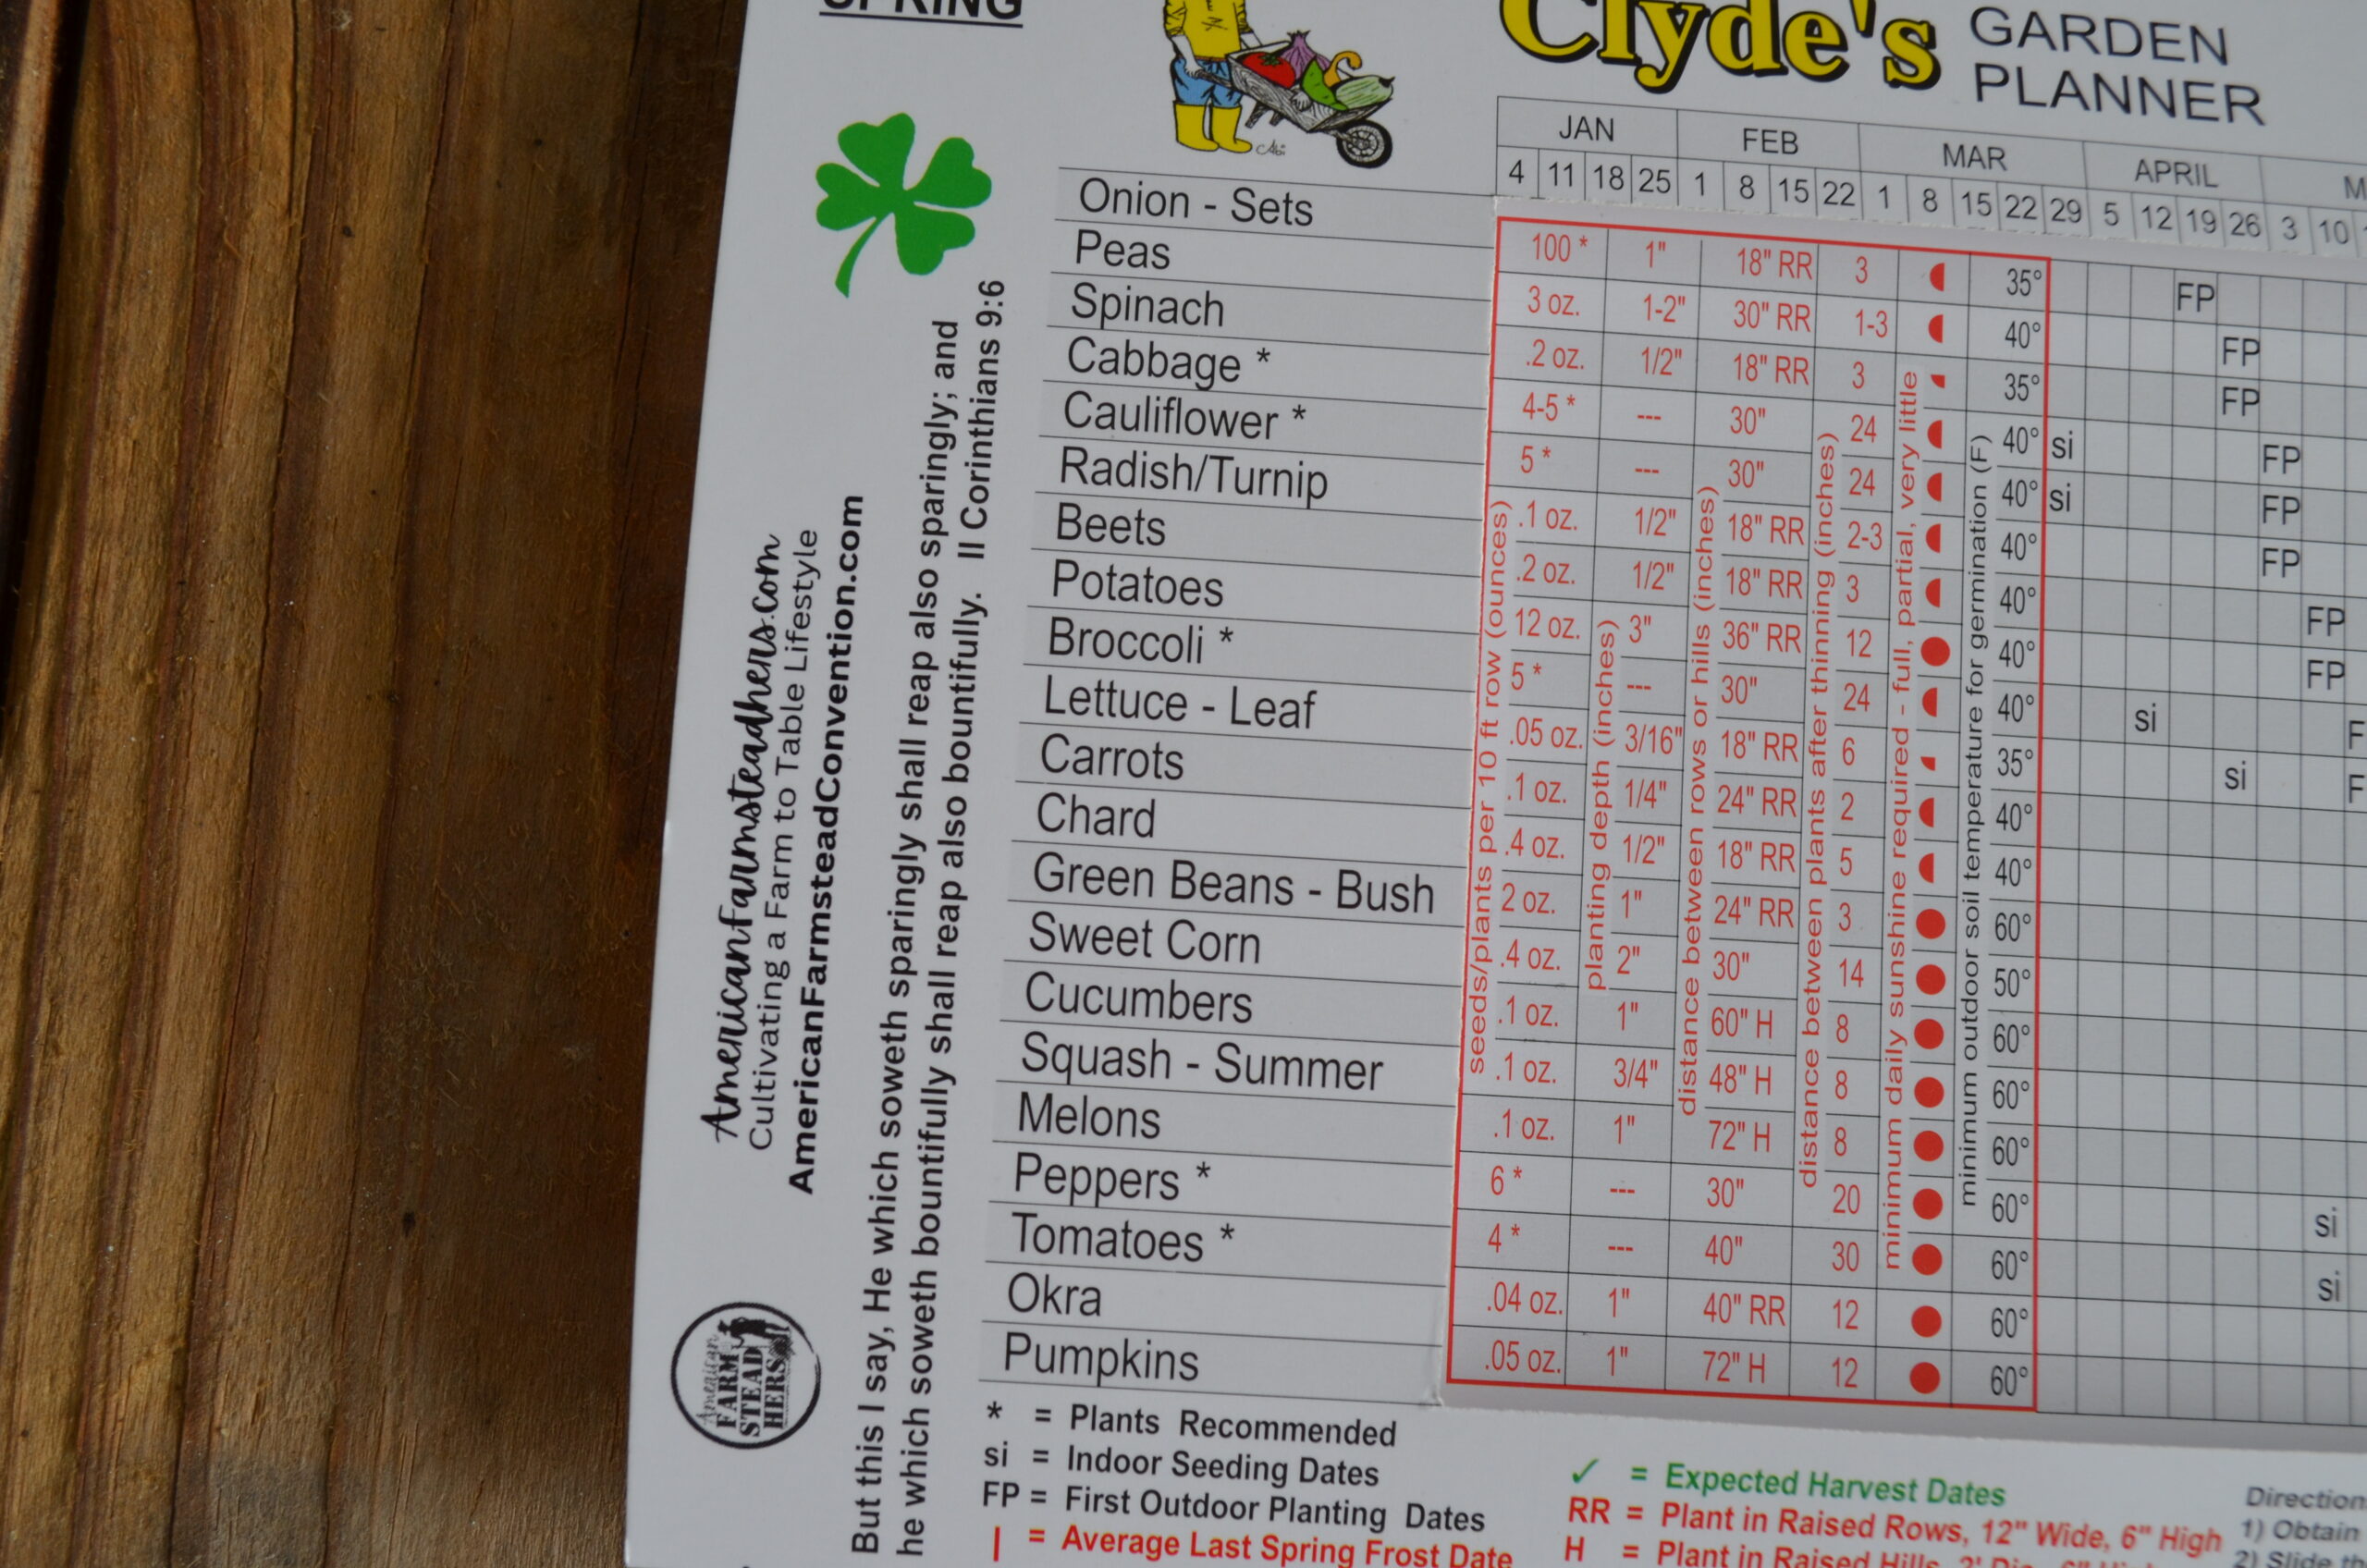 SPRING
Clyde's GARDEN
PLANNER
JAN FEB MAR APRIL M
4 11 18 25 1 8 15 22 1 8 15 22 29 5 12 19 26 3 10
Onion - Sets 100 * 1" 18" RR 3 35° FP
Peas 3 oz. 1-2" 30" RR 1-3 40° FP
Spinach .2 oz. 1/2" 18" RR 3 35° FP
Cabbage * 4-5 * --- 30" 24 40° si FP
Cauliflower * 5 * --- 30" 24 40° si FP
Radish/Turnip .1 oz. 1/2" 18" RR 2-3 40° FP
Beets .2 oz. 1/2" 18" RR 3 40° FP
Potatoes 12 oz. 3" 36" RR 12 40° FP
Broccoli * 5 * --- 30" 24 40° si F
Lettuce - Leaf .05 oz. 3/16" 18" RR 6 35° si F
Carrots .1 oz. 1/4" 24" RR 2 40°
Chard .4 oz. 1/2" 18" RR 5 40°
Green Beans - Bush 2 oz. 1" 24" RR 3 60°
Sweet Corn .4 oz. 2" 30" 14 50°
Cucumbers .1 oz. 1" 60" H 8 60°
Squash - Summer .1 oz. 3/4" 48" H 8 60°
Melons .1 oz. 1" 72" H 8 60°
Peppers * 6 * --- 30" 20 60° si
Tomatoes * 4 * --- 40" 30 60° si
Okra .04 oz. 1" 40" RR 12 60°
Pumpkins .05 oz. 1" 72" H 12 60°
seeds/plants per 10 ft row (ounces)
planting depth (inches)
distance between rows or hills (inches)
distance between plants after thinning (inches)
minimum daily sunshine required - full, partial, very little
minimum outdoor soil temperature for germination (F)
* = Plants Recommended
si = Indoor Seeding Dates
FP = First Outdoor Planting Dates
| = Average Last Spring Frost Date
✓ = Expected Harvest Dates
RR = Plant in Raised Rows, 12" Wide, 6" High
H = Plant in Raised Hills, 2' Dia., 6" High
Direction
1) Obtain
2) Slide th
AmericanFarmsteadhers.com
Cultivating a Farm to Table Lifestyle
AmericanFarmsteadConvention.com
But this I say, He which soweth sparingly shall reap also sparingly; and
he which soweth bountifully shall reap also bountifully. II Corinthians 9:6
American
FARM
STEAD
HERS
Abi